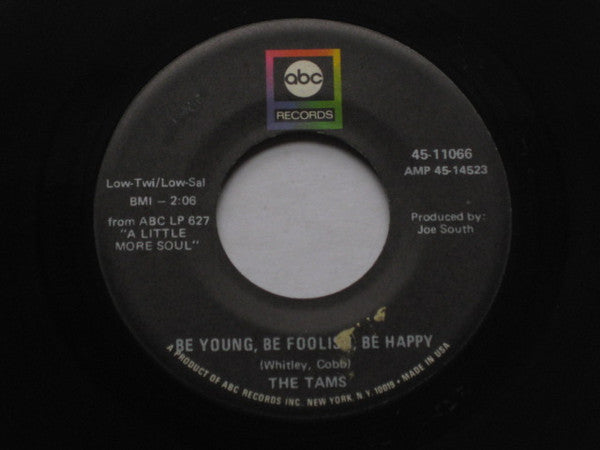 abc
RECORDS
45-11066
AMP 45-14523
Low-Twi/Low-Sal
BMI – 2:06
from ABC LP 627
"A LITTLE
MORE SOUL"
Produced by:
Joe South
BE YOUNG, BE FOOLISH, BE HAPPY
(Whitley, Cobb)
THE TAMS
A PRODUCT OF ABC RECORDS INC. NEW YORK, N.Y. 10019 • MADE IN USA